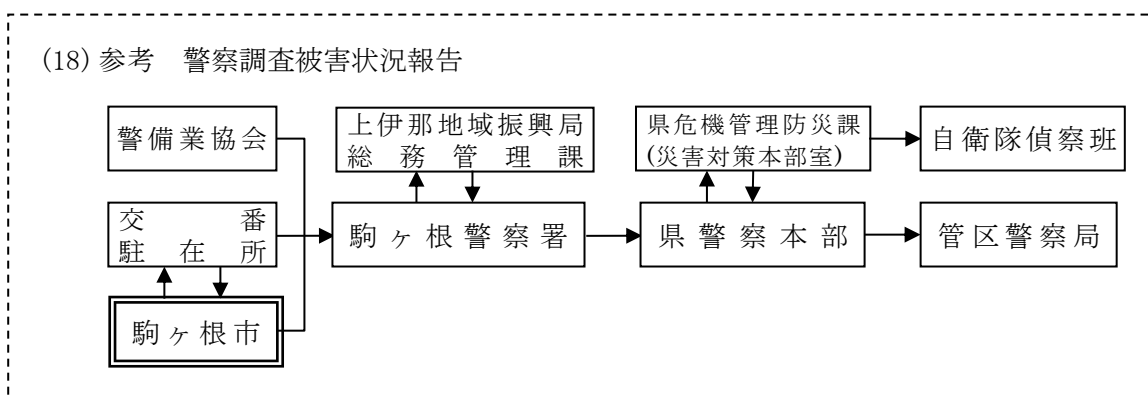 (18) 参考　警察調査被害状況報告
警備業協会
上伊那地域振興局
総務管理課
県危機管理防災課
(災害対策本部室)
自衛隊偵察班
交番
駐在所
駒ヶ根警察署
県警察本部
管区警察局
駒ヶ根市